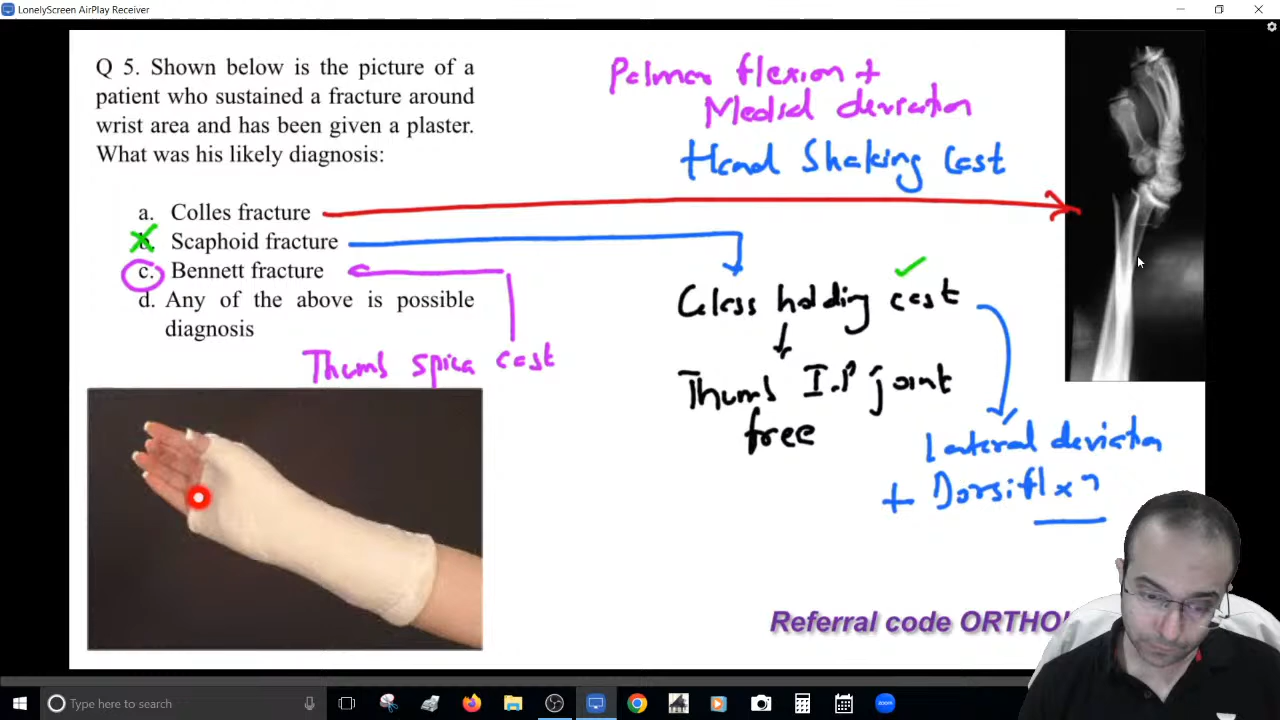 LonelyScreen AirPlay Receiver
Q 5. Shown below is the picture of a
patient who sustained a fracture around
wrist area and has been given a plaster.
What was his likely diagnosis:
a. Colles fracture
b. Scaphoid fracture
c. Bennett fracture
d. Any of the above is possible
diagnosis
Palmar flexion +
Medial deviation
Hand Shaking Cast
Glass holding cast
Thumb I.P joint
free
Lateral deviation
+ Dorsiflxn
Thumb spica cast
Referral code ORTHO
Type here to search
zoom